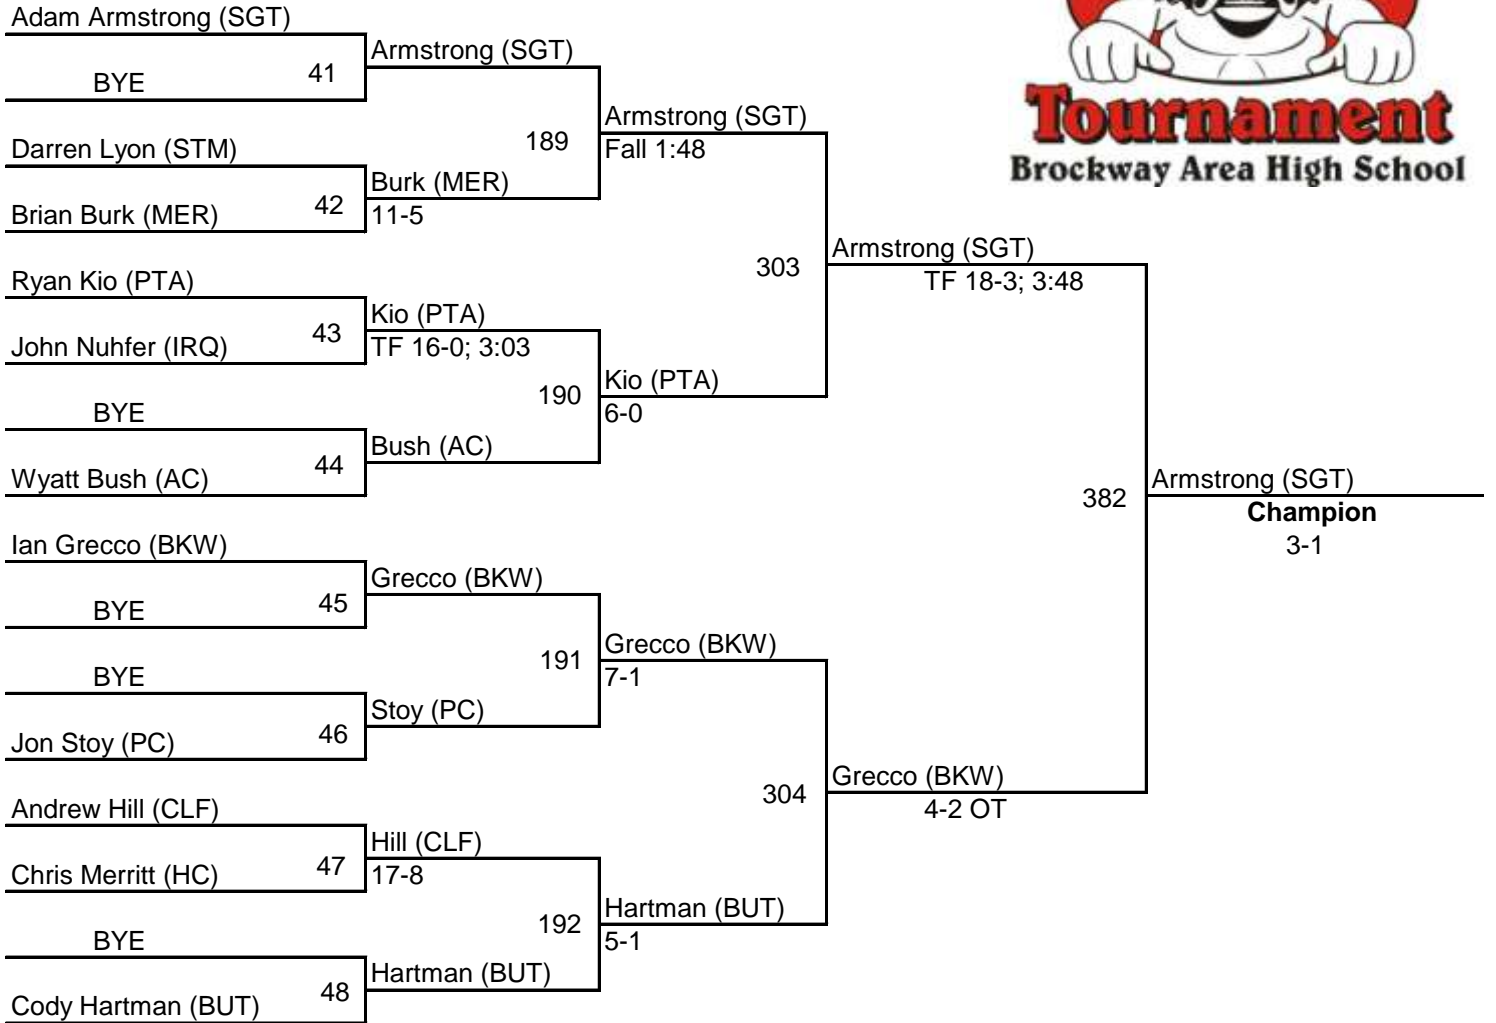 Adam Armstrong (SGT)
Armstrong (SGT)
41
BYE
Armstrong (SGT)
189
Fall 1:48
Darren Lyon (STM)
Burk (MER)
42
11-5
Brian Burk (MER)
Armstrong (SGT)
303
TF 18-3; 3:48
Ryan Kio (PTA)
Kio (PTA)
43
TF 16-0; 3:03
John Nuhfer (IRQ)
Kio (PTA)
190
6-0
BYE
Bush (AC)
44
Wyatt Bush (AC)
Armstrong (SGT)
382
Champion
3-1
Ian Grecco (BKW)
Grecco (BKW)
45
BYE
Grecco (BKW)
191
7-1
BYE
Stoy (PC)
46
Jon Stoy (PC)
Grecco (BKW)
304
4-2 OT
Andrew Hill (CLF)
Hill (CLF)
47
17-8
Chris Merritt (HC)
Hartman (BUT)
192
5-1
BYE
Hartman (BUT)
48
Cody Hartman (BUT)
Tournament
Brockway Area High School